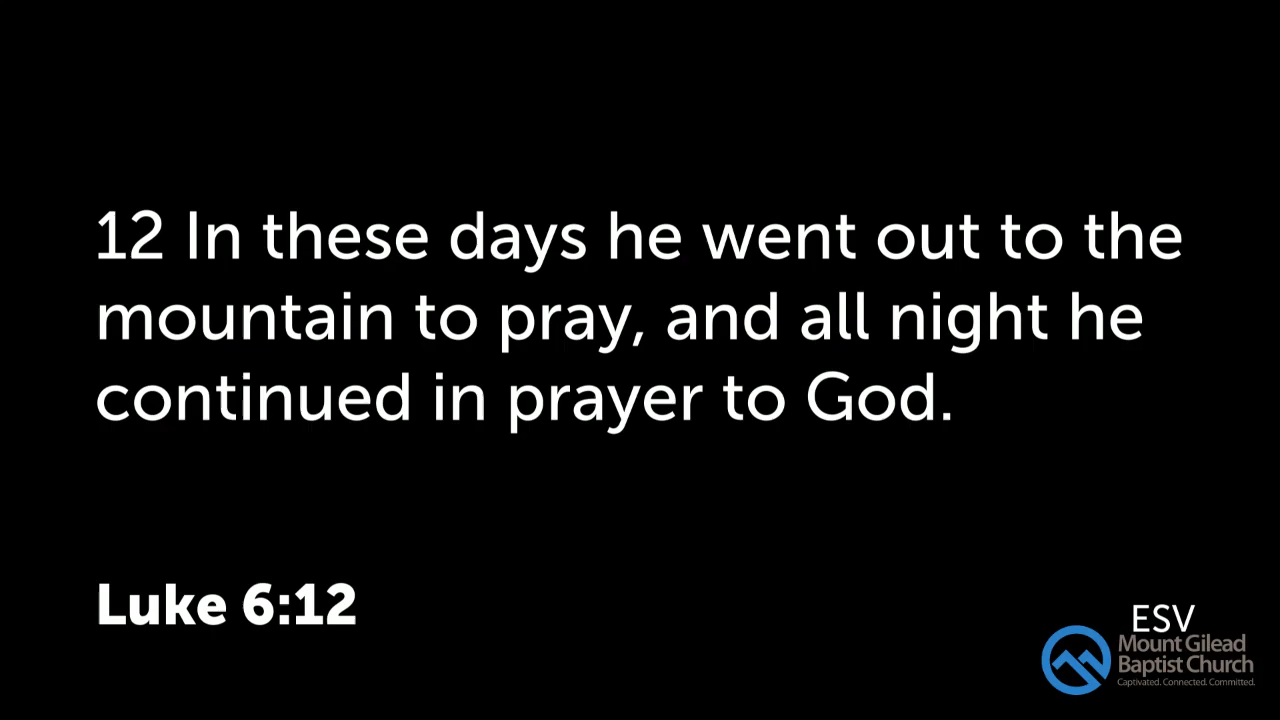 12 In these days he went out to the
mountain to pray, and all night he
continued in prayer to God.
Luke 6:12
ESV
Mount Gilead
Baptist Church
Captivated. Connected. Committed.